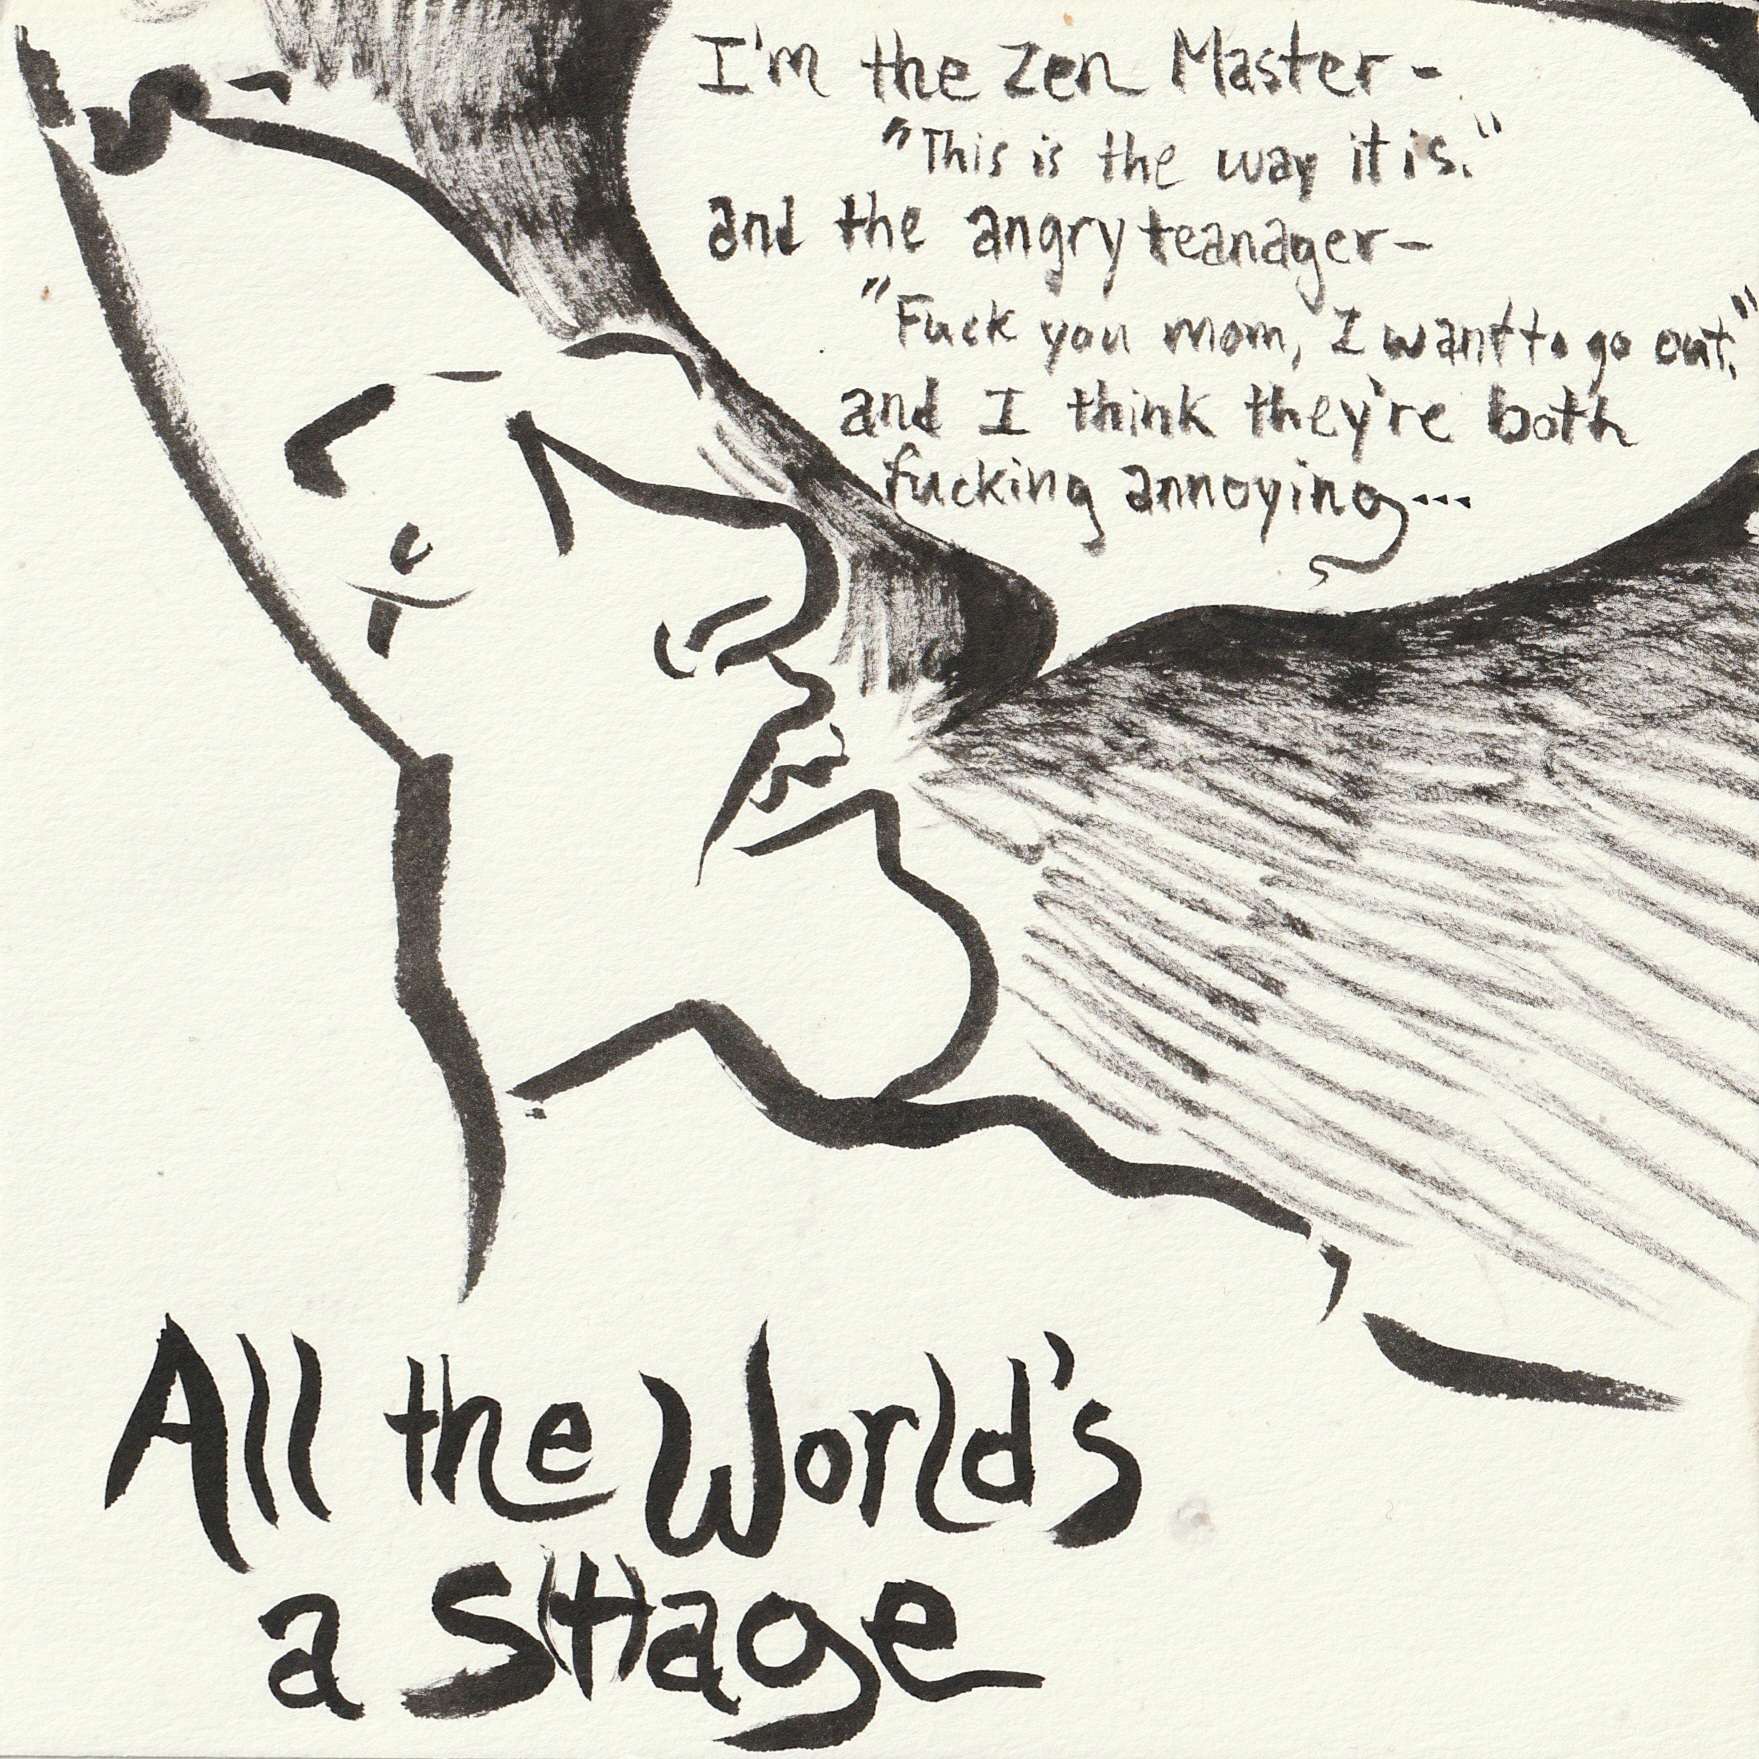 I'm the Zen Master-
"This is the way it is."
and the angry teanager-
"Fuck you mom, I want to go out."
and I think they're both
fucking annoying...
All the World's
a Stage